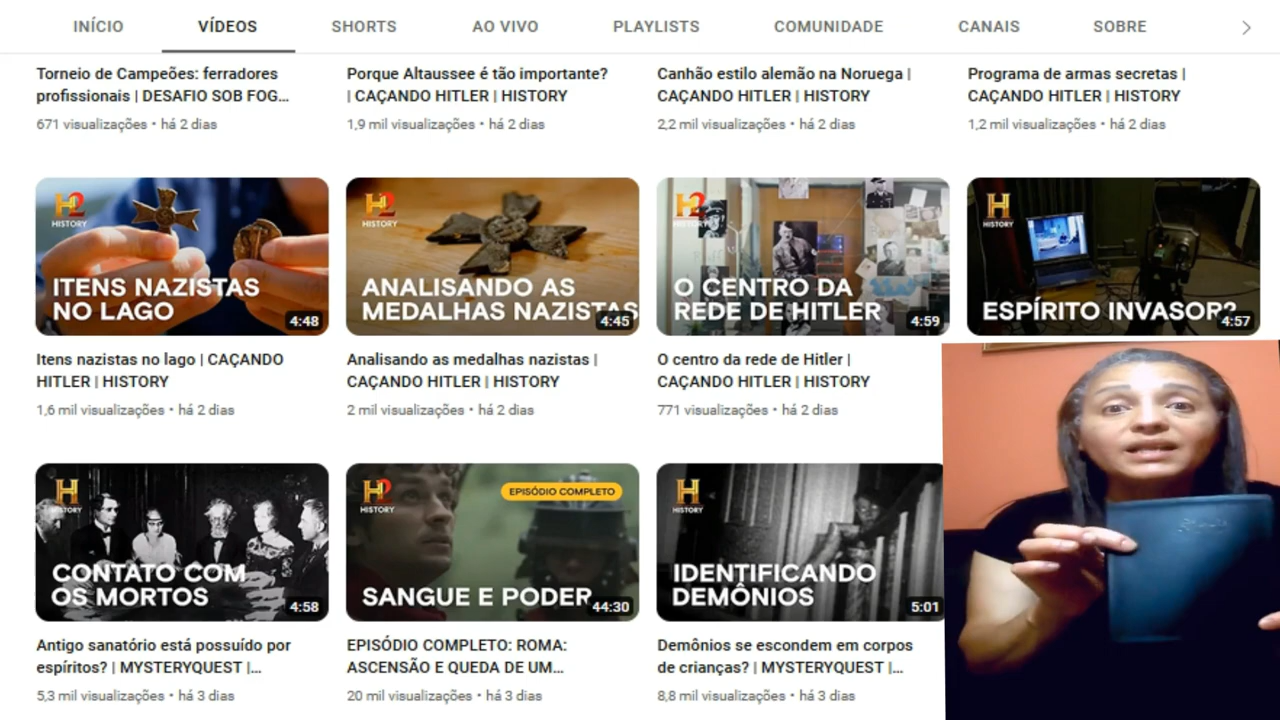 INÍCIO VÍDEOS SHORTS AO VIVO PLAYLISTS COMUNIDADE CANAIS SOBRE
Torneio de Campeões: ferradores
profissionais | DESAFIO SOB FOG...
671 visualizações • há 2 dias
Porque Altaussee é tão importante?
| CAÇANDO HITLER | HISTORY
1,9 mil visualizações • há 2 dias
Canhão estilo alemão na Noruega |
CAÇANDO HITLER | HISTORY
2,2 mil visualizações • há 2 dias
Programa de armas secretas |
CAÇANDO HITLER | HISTORY
1,2 mil visualizações • há 2 dias
H2
HISTORY
ITENS NAZISTAS
NO LAGO
4:48
Itens nazistas no lago | CAÇANDO
HITLER | HISTORY
1,6 mil visualizações • há 2 dias
H2
HISTORY
ANALISANDO AS
MEDALHAS NAZISTAS
4:45
Analisando as medalhas nazistas |
CAÇANDO HITLER | HISTORY
2 mil visualizações • há 2 dias
H2
HISTORY
O CENTRO DA
REDE DE HITLER
4:59
O centro da rede de Hitler |
CAÇANDO HITLER | HISTORY
771 visualizações • há 2 dias
H
HISTORY
ESPÍRITO INVASOR?
4:57
H
HISTORY
CONTATO COM
OS MORTOS
4:58
Antigo sanatório está possuído por
espíritos? | MYSTERYQUEST |...
5,3 mil visualizações • há 3 dias
H2
HISTORY
EPISÓDIO COMPLETO
SANGUE E PODER
44:30
EPISÓDIO COMPLETO: ROMA:
ASCENSÃO E QUEDA DE UM...
20 mil visualizações • há 3 dias
H
HISTORY
IDENTIFICANDO
DEMÔNIOS
5:01
Demônios se escondem em corpos
de crianças? | MYSTERYQUEST |...
8,8 mil visualizações • há 3 dias